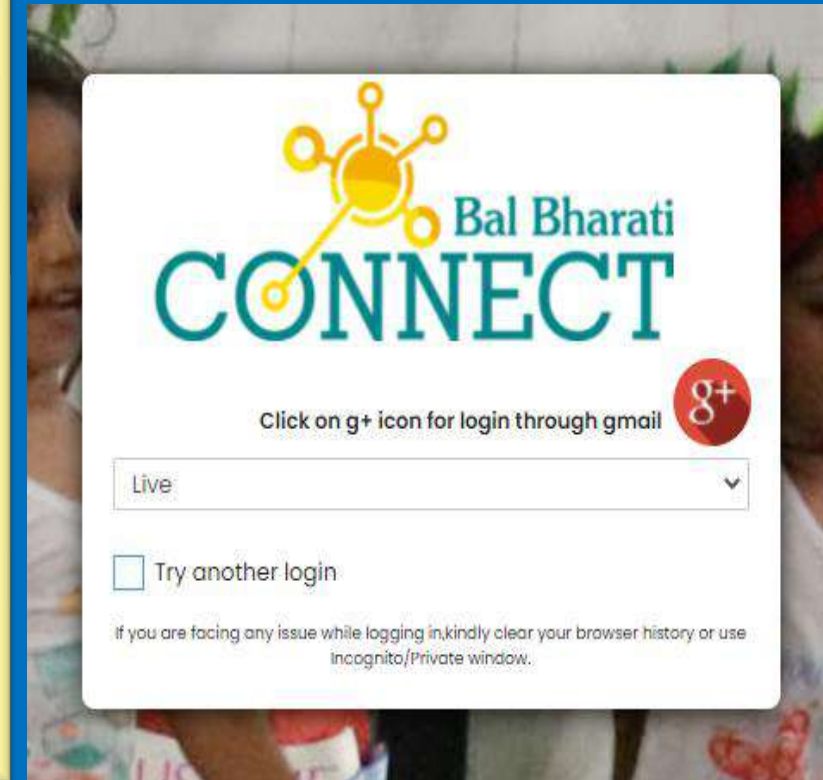 Bal Bharati
CONNECT
Click on g+ icon for login through gmail g+
Live
Try another login
If you are facing any issue while logging in,kindly clear your browser history or use
Incognito/Private window.